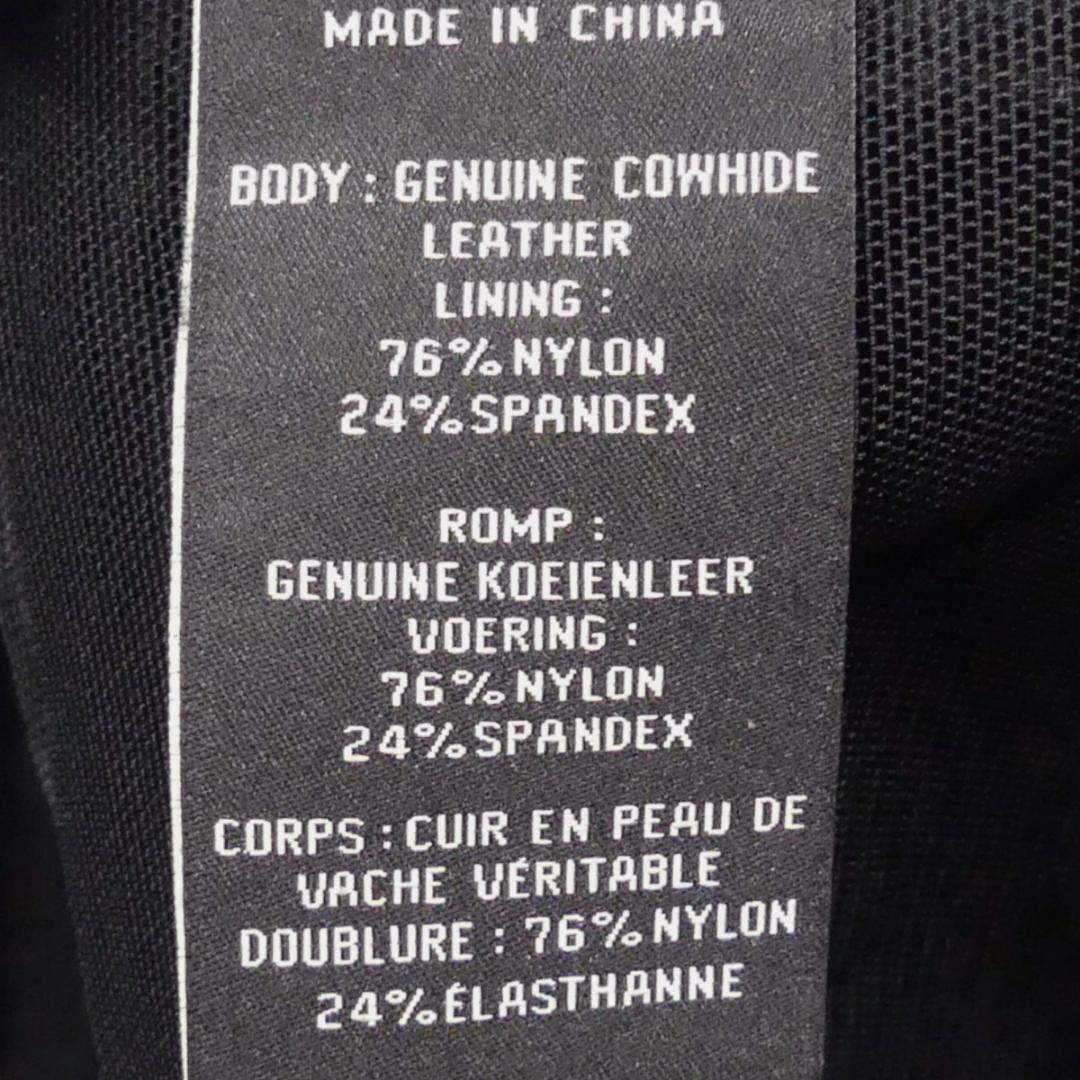 MADE IN CHINA
BODY : GENUINE COWHIDE
LEATHER
LINING :
76% NYLON
24% SPANDEX
ROMP :
GENUINE KOEIENLEER
VOERING :
76% NYLON
24% SPANDEX
CORPS : CUIR EN PEAU DE
VACHE VÉRITABLE
DOUBLURE : 76% NYLON
24% ÉLASTHANNE